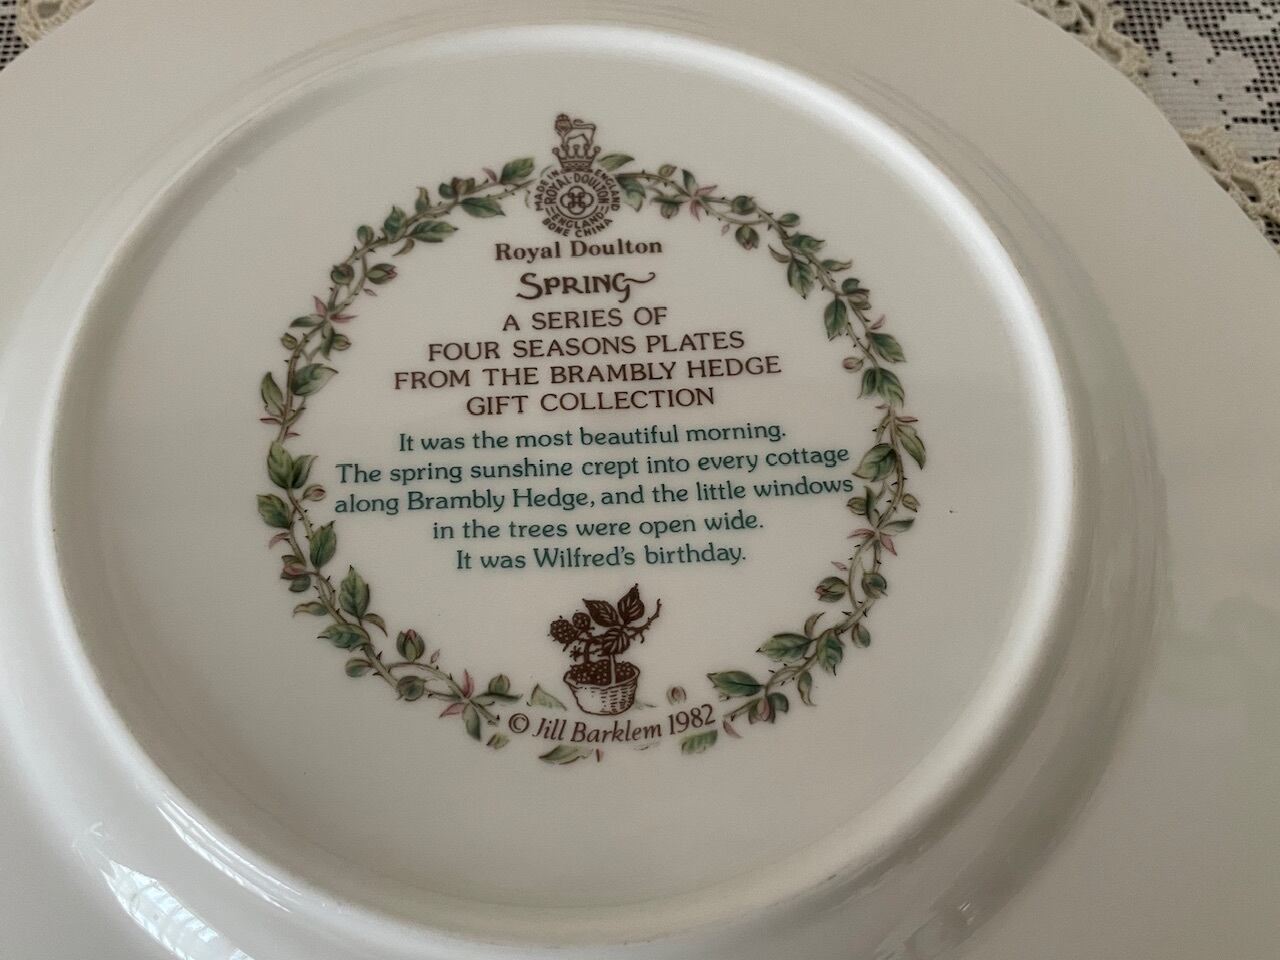 MADE IN ENGLAND
ROYAL·DOULTON
ENGLAND
BONE CHINA
Royal Doulton
SPRING
A SERIES OF
FOUR SEASONS PLATES
FROM THE BRAMBLY HEDGE
GIFT COLLECTION
It was the most beautiful morning.
The spring sunshine crept into every cottage
along Brambly Hedge, and the little windows
in the trees were open wide.
It was Wilfred's birthday.
© Jill Barklem 1982